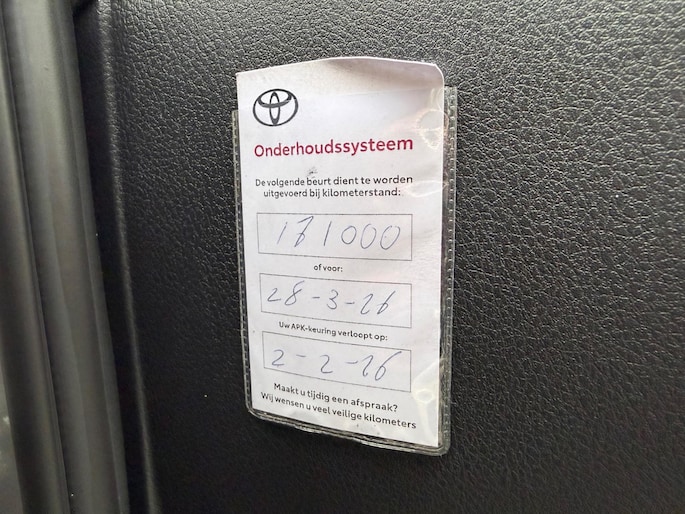 Onderhoudssysteem
De volgende beurt dient te worden
uitgevoerd bij kilometerstand:
171000
of voor:
28-3-26
Uw APK-keuring verloopt op:
2-2-26
Maakt u tijdig een afspraak?
Wij wensen u veel veilige kilometers